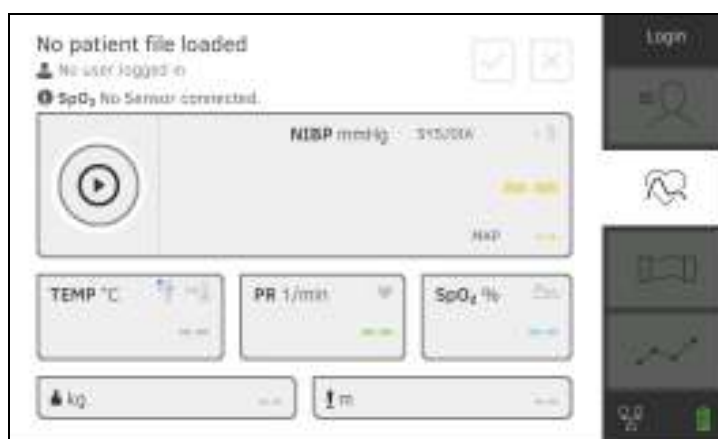 No patient file loaded
Login
No user logged in
SpO₂ No Sensor connected.
NIBP mmHg SYS/DIA
-- --
MAP --
TEMP °C
PR 1/min
SpO₂ %
-- -- --
kg --
m --